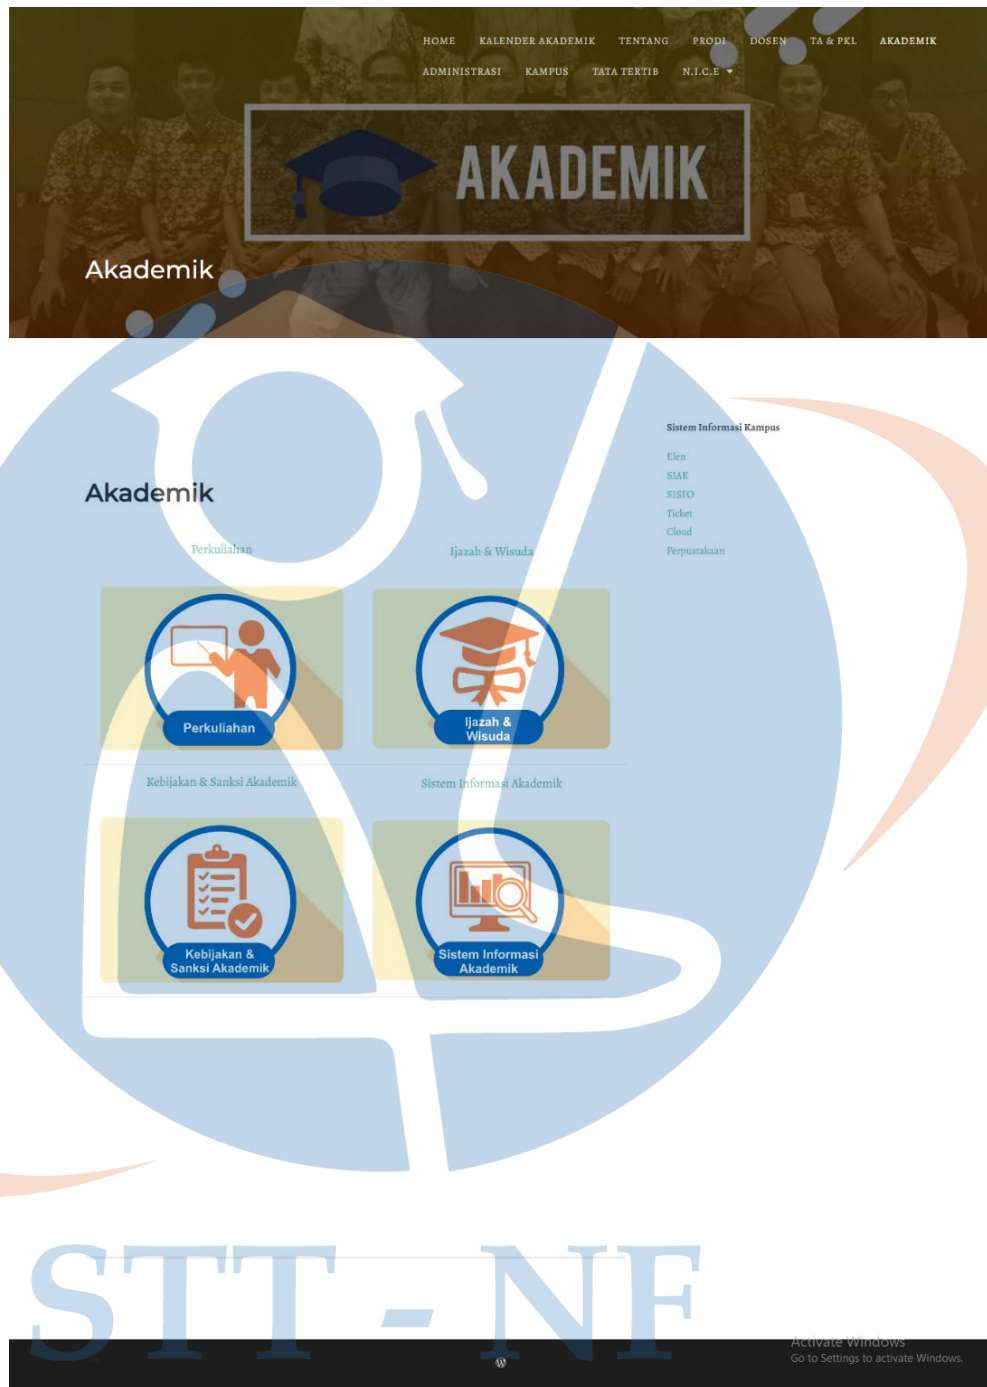 HOME KALENDER AKADEMIK TENTANG PRODI DOSEN TA & PKL AKADEMIK
ADMINISTRASI KAMPUS TATA TERTIB N.I.C.E
AKADEMIK
Akademik
Sistem Informasi Kampus
Elen
SIAK
SISFO
Ticket
Cloud
Perpustakaan
Akademik
Perkuliahan Ijazah & Wisuda
Perkuliahan
Ijazah &
Wisuda
Kebijakan & Sanksi Akademik Sistem Informasi Akademik
Kebijakan &
Sanksi Akademik
Sistem Informasi
Akademik
STT - NF
Activate Windows
Go to Settings to activate Windows.